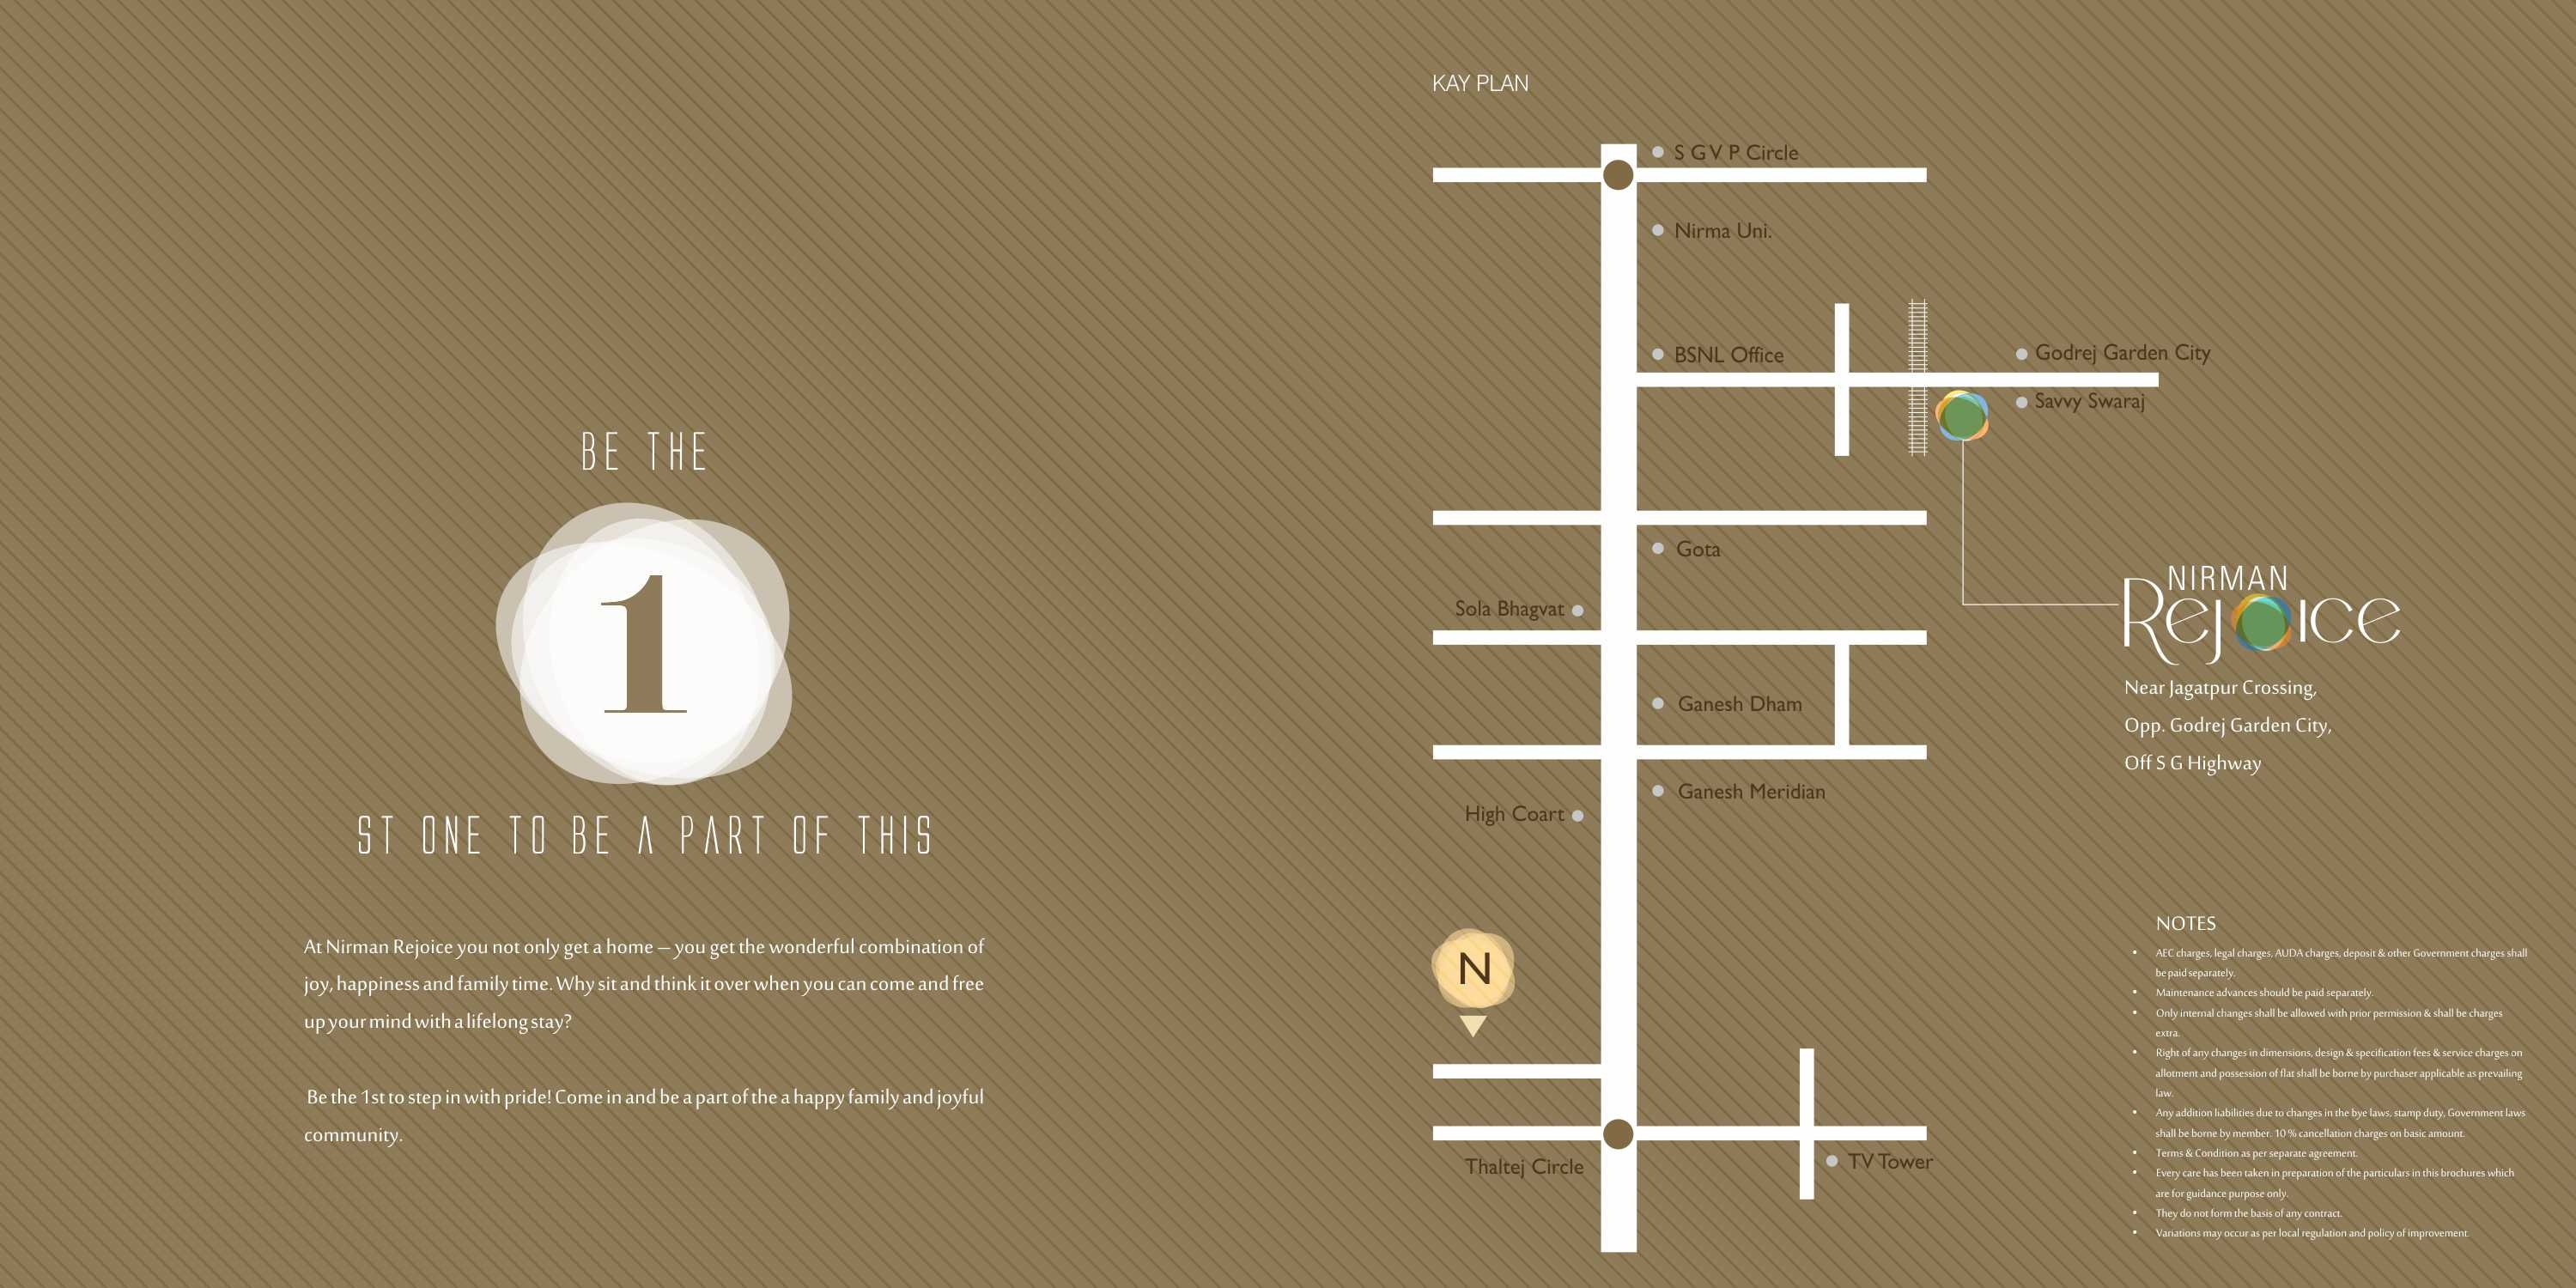 BE THE
1
ST ONE TO BE A PART OF THIS
At Nirman Rejoice you not only get a home – you get the wonderful combination of
joy, happiness and family time. Why sit and think it over when you can come and free
up your mind with a lifelong stay?
Be the 1st to step in with pride! Come in and be a part of the a happy family and joyful
community.
KAY PLAN
S G V P Circle
Nirma Uni.
BSNL Office
Godrej Garden City
Savvy Swaraj
Gota
Sola Bhagvat
Ganesh Dham
Ganesh Meridian
High Coart
N
Thaltej Circle
TV Tower
NIRMAN
Rejoice
Near Jagatpur Crossing,
Opp. Godrej Garden City,
Off S G Highway
NOTES
• AEC charges, legal charges, AUDA charges, deposit & other Government charges shall
be paid separately.
• Maintenance advances should be paid separately.
• Only internal changes shall be allowed with prior permission & shall be charges
extra.
• Right of any changes in dimensions, design & specification fees & service charges on
allotment and possession of flat shall be borne by purchaser applicable as prevailing
law.
• Any addition liabilities due to changes in the bye laws, stamp duty, Government laws
shall be borne by member. 10 % cancellation charges on basic amount.
• Terms & Condition as per separate agreement.
• Every care has been taken in preparation of the particulars in this brochures which
are for guidance purpose only.
• They do not form the basis of any contract.
• Variations may occur as per local regulation and policy of improvement.